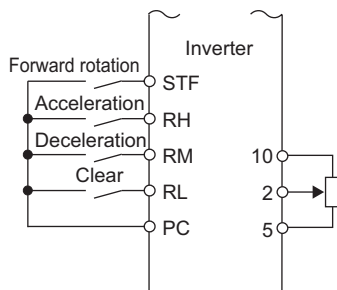 Inverter
Forward rotation STF
Acceleration RH
Deceleration RM 10
Clear RL 2
PC 5